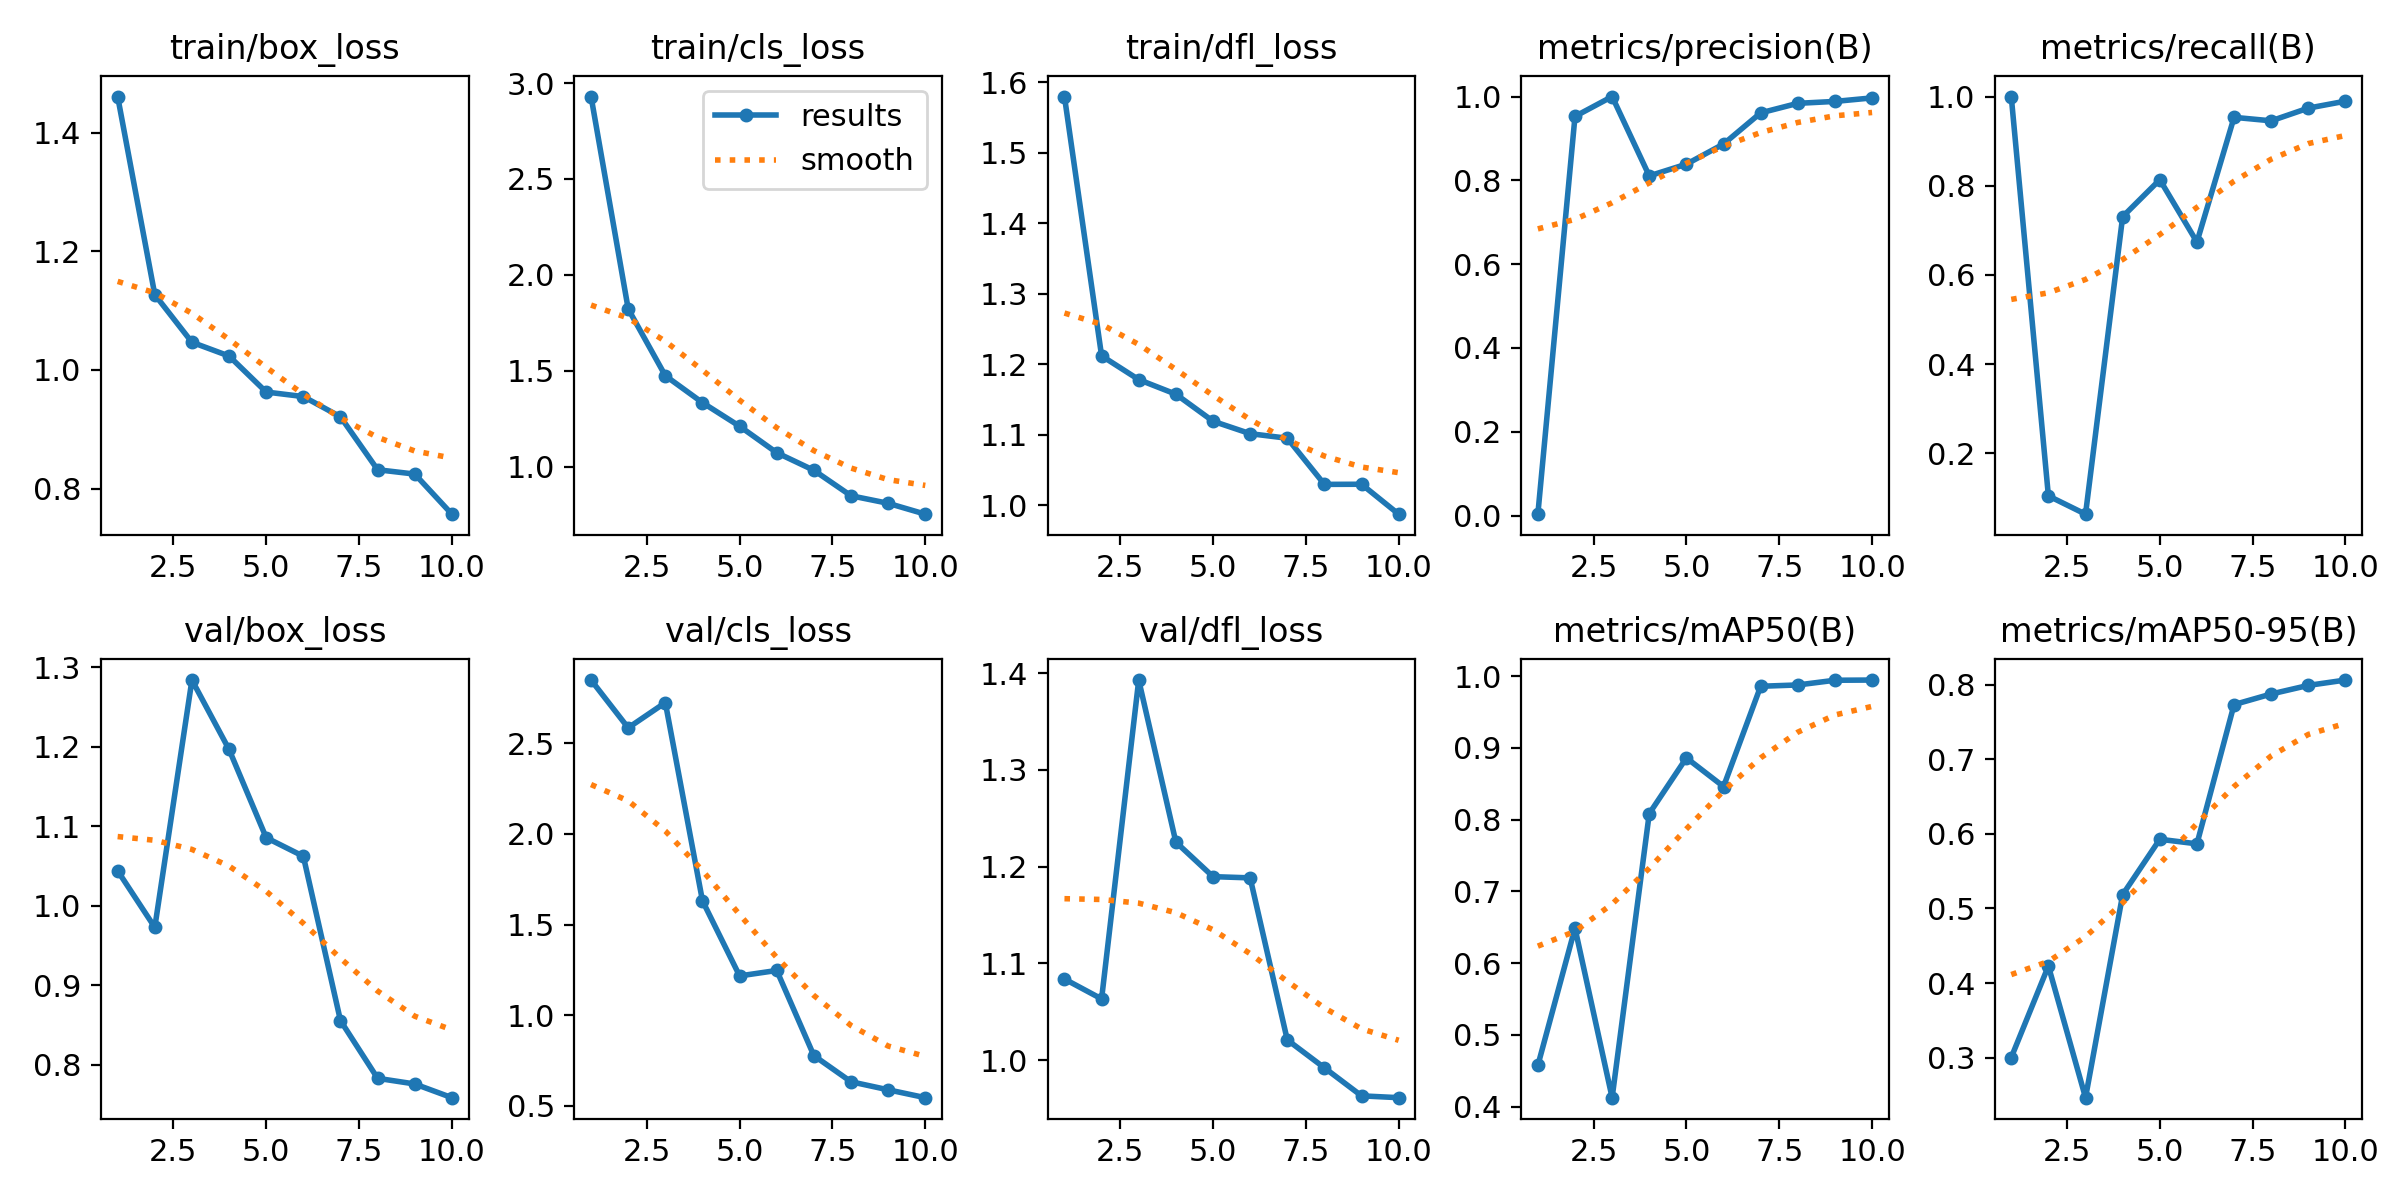 train/box_loss
1.4
1.2
1.0
0.8
2.5 5.0 7.5 10.0
train/cls_loss
results
smooth
3.0
2.5
2.0
1.5
1.0
2.5 5.0 7.5 10.0
train/dfl_loss
1.6
1.5
1.4
1.3
1.2
1.1
1.0
2.5 5.0 7.5 10.0
metrics/precision(B)
1.0
0.8
0.6
0.4
0.2
0.0
2.5 5.0 7.5 10.0
metrics/recall(B)
1.0
0.8
0.6
0.4
0.2
2.5 5.0 7.5 10.0
val/box_loss
1.3
1.2
1.1
1.0
0.9
0.8
2.5 5.0 7.5 10.0
val/cls_loss
2.5
2.0
1.5
1.0
0.5
2.5 5.0 7.5 10.0
val/dfl_loss
1.4
1.3
1.2
1.1
1.0
2.5 5.0 7.5 10.0
metrics/mAP50(B)
1.0
0.9
0.8
0.7
0.6
0.5
0.4
2.5 5.0 7.5 10.0
metrics/mAP50-95(B)
0.8
0.7
0.6
0.5
0.4
0.3
2.5 5.0 7.5 10.0